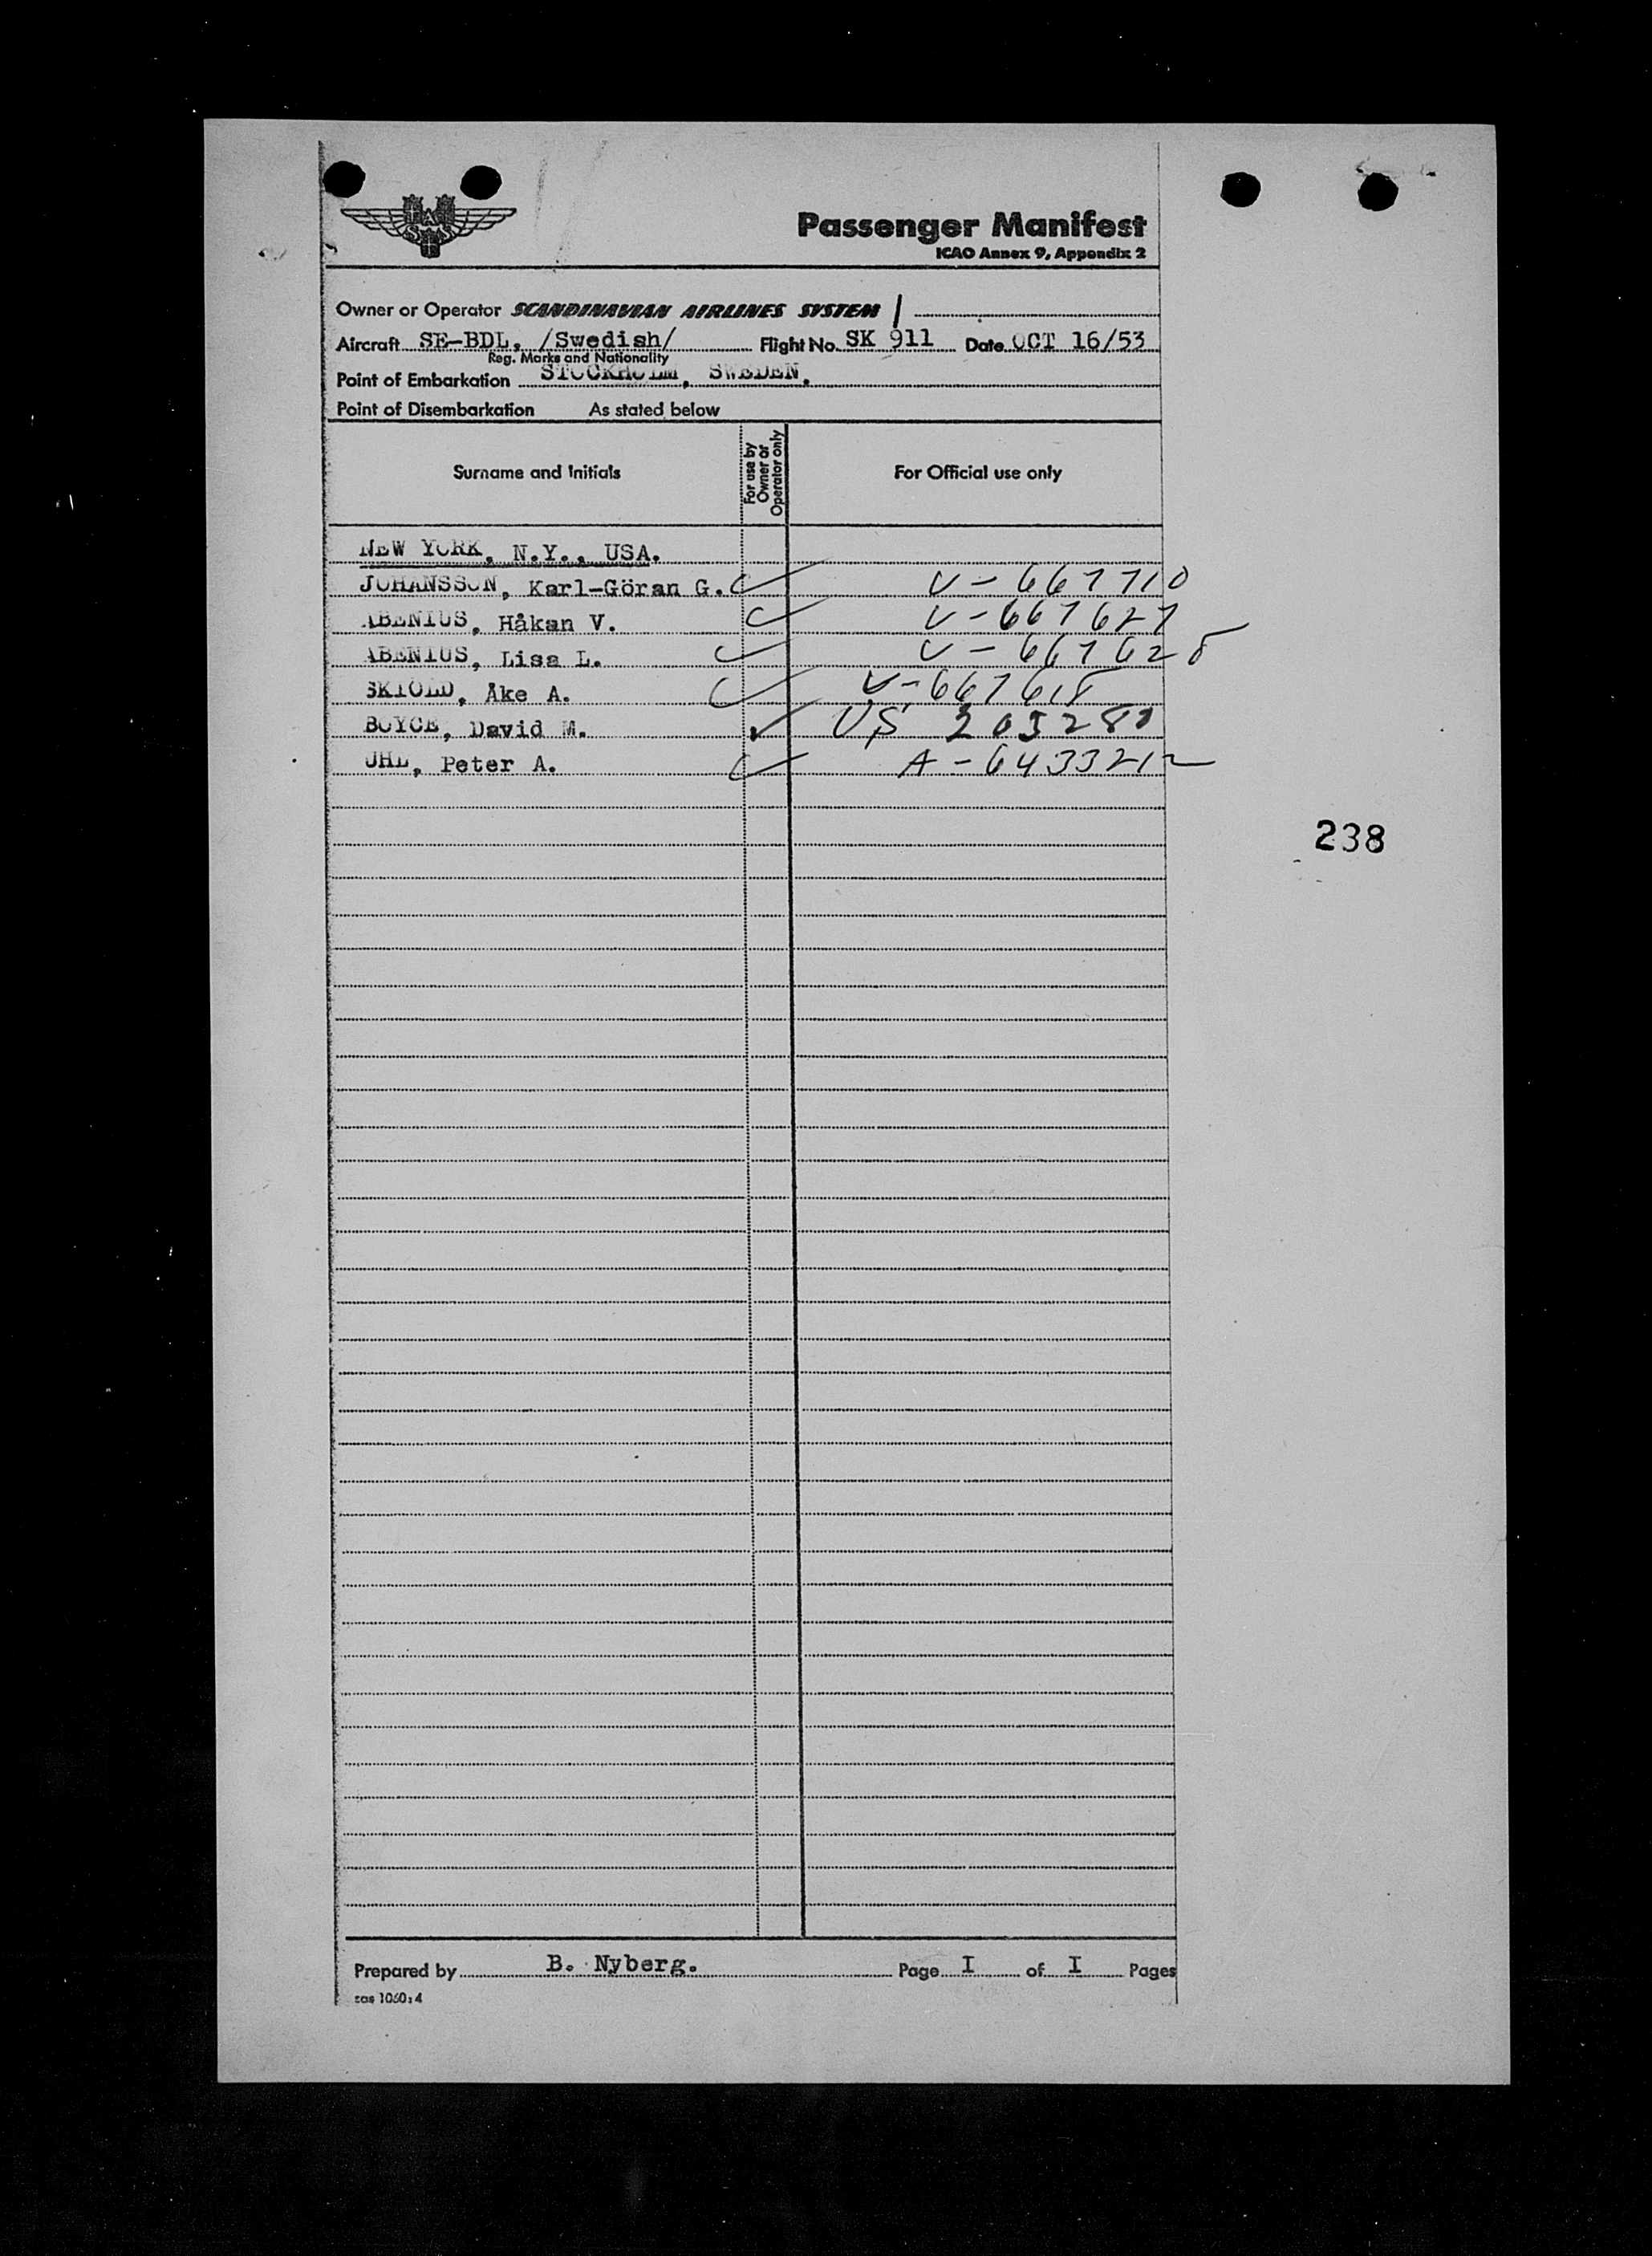 Passenger Manifest
ICAO Annex 9, Appendix 2
Owner or Operator SCANDINAVIAN AIRLINES SYSTEM /
Aircraft SE-BDL, /Swedish/ Flight No. SK 911 Date OCT 16/53
Reg. Marks and Nationality
Point of Embarkation STOCKHOLM, SWEDEN.
Point of Disembarkation As stated below
Surname and Initials For use by Owner or Operator only For Official use only
NEW YORK, N.Y., USA.
JOHANSSON, Karl-Göran G. V-667710
ABENIUS, Håkan V. V-667627
ABENIUS, Lisa L. V-667628
SKIOLD, Åke A. V-667618
BOYCE, David M. US
UHL, Peter A. A-6433212
238
Prepared by B. Nyberg. Page I of I Pages
sas 1060:4